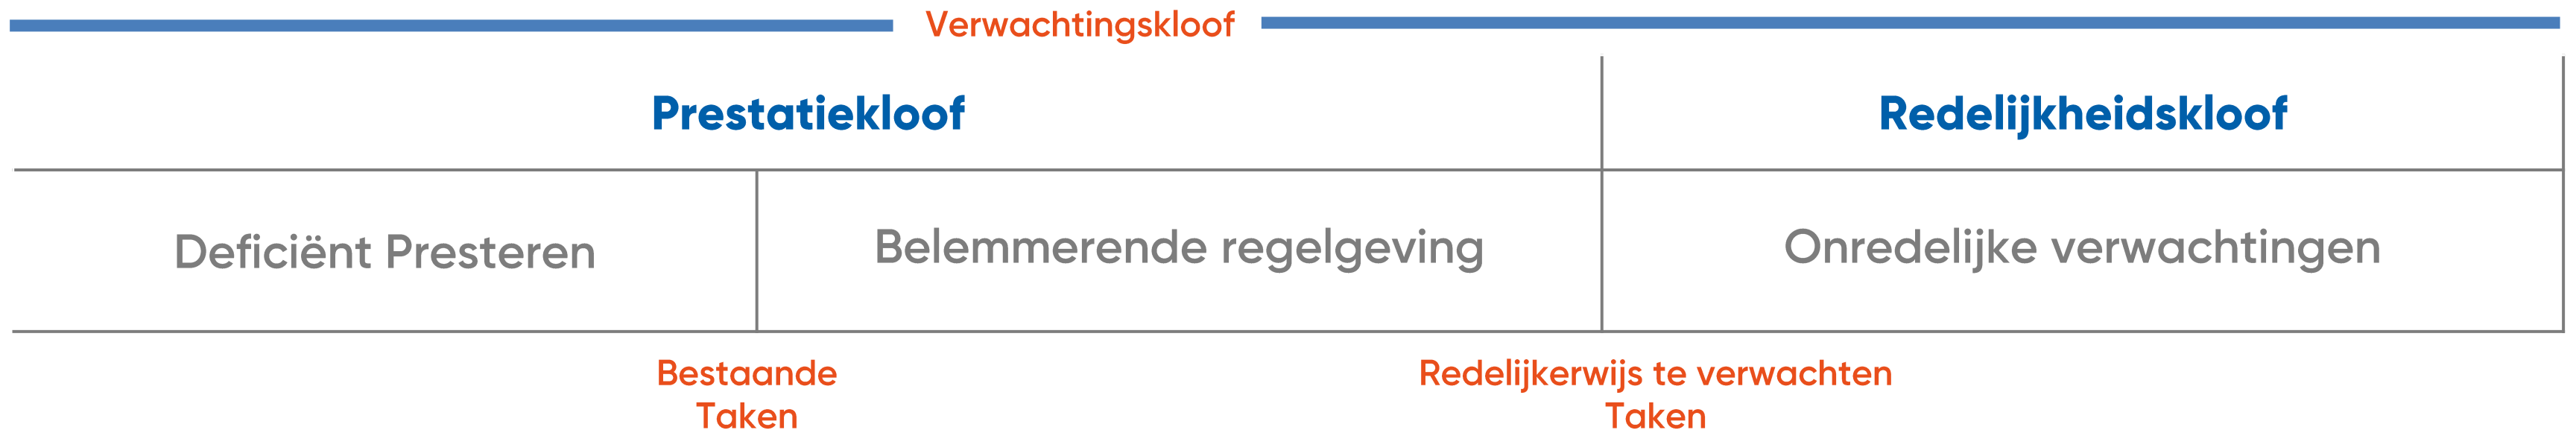 Verwachtingskloof
Prestatiekloof
Redelijkheidskloof
Deficiënt Presteren
Belemmerende regelgeving
Onredelijke verwachtingen
Bestaande
Taken
Redelijkerwijs te verwachten
Taken